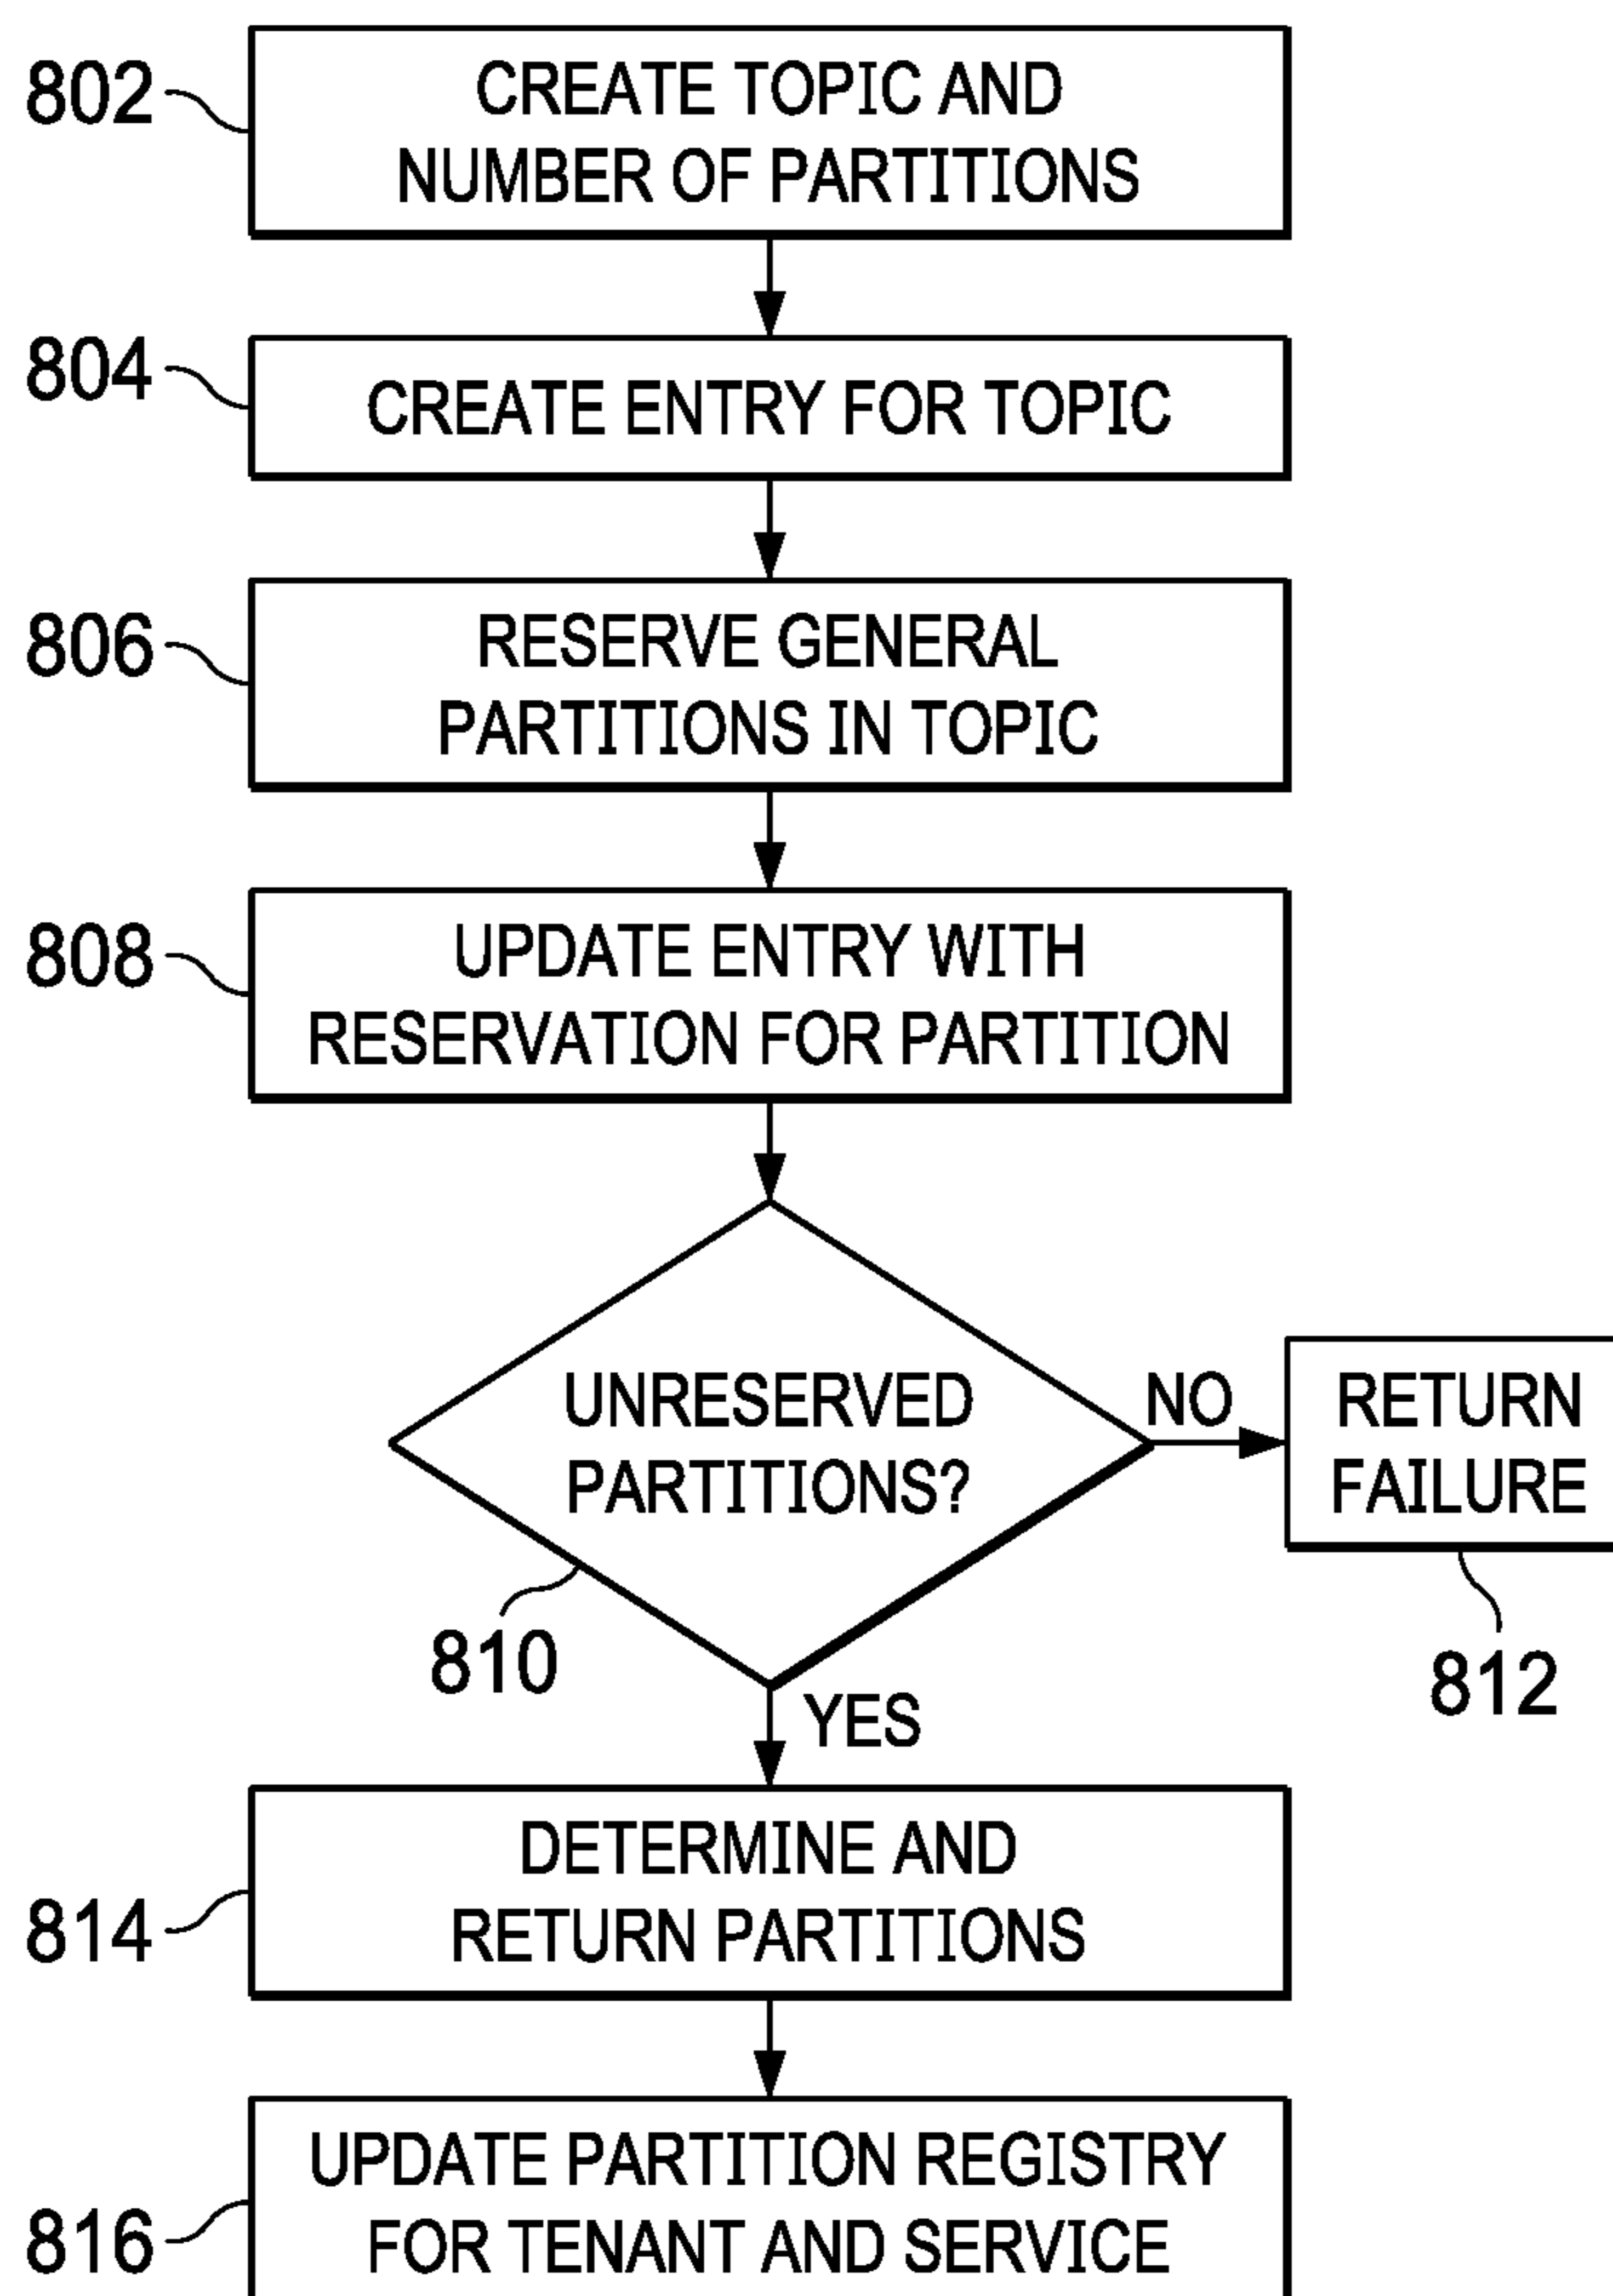 802
CREATE TOPIC AND
NUMBER OF PARTITIONS
804
CREATE ENTRY FOR TOPIC
806
RESERVE GENERAL
PARTITIONS IN TOPIC
808
UPDATE ENTRY WITH
RESERVATION FOR PARTITION
UNRESERVED
PARTITIONS?
810
NO
RETURN
FAILURE
812
YES
814
DETERMINE AND
RETURN PARTITIONS
816
UPDATE PARTITION REGISTRY
FOR TENANT AND SERVICE